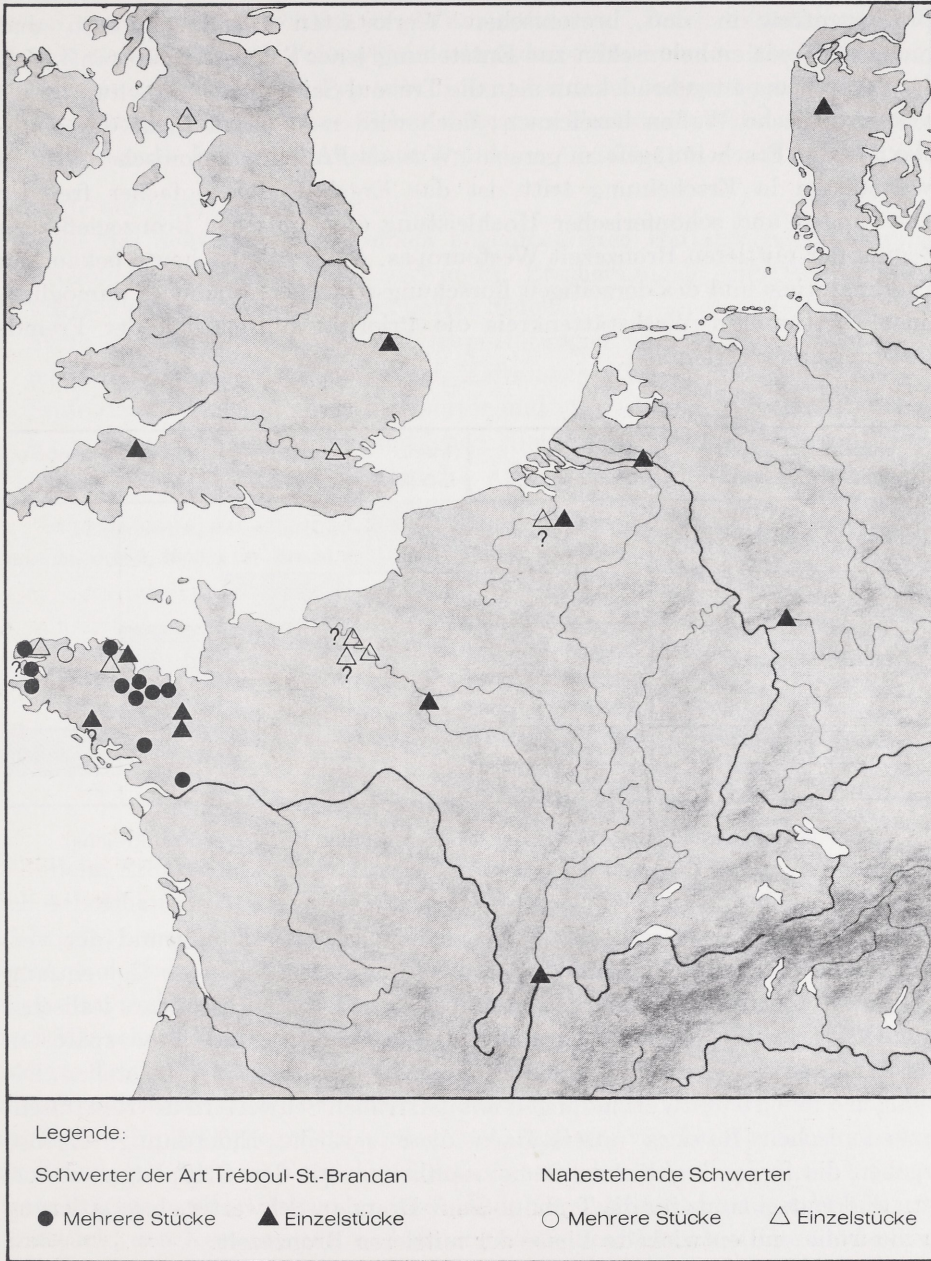 ?
?
?
?
?
?
Legende:
Schwerter der Art Tréboul-St.-Brandan
Nahestehende Schwerter
Mehrere Stücke
Einzelstücke
Mehrere Stücke
Einzelstücke